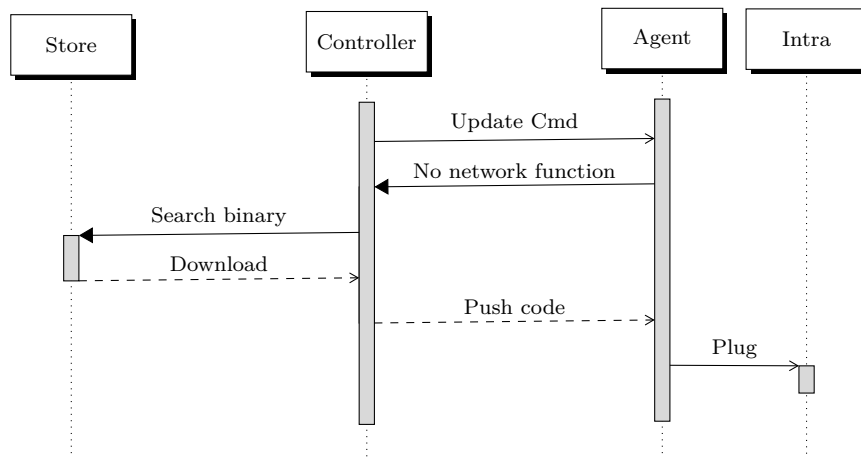 Store
Controller
Agent
Intra
Update Cmd
No network function
Search binary
Download
Push code
Plug